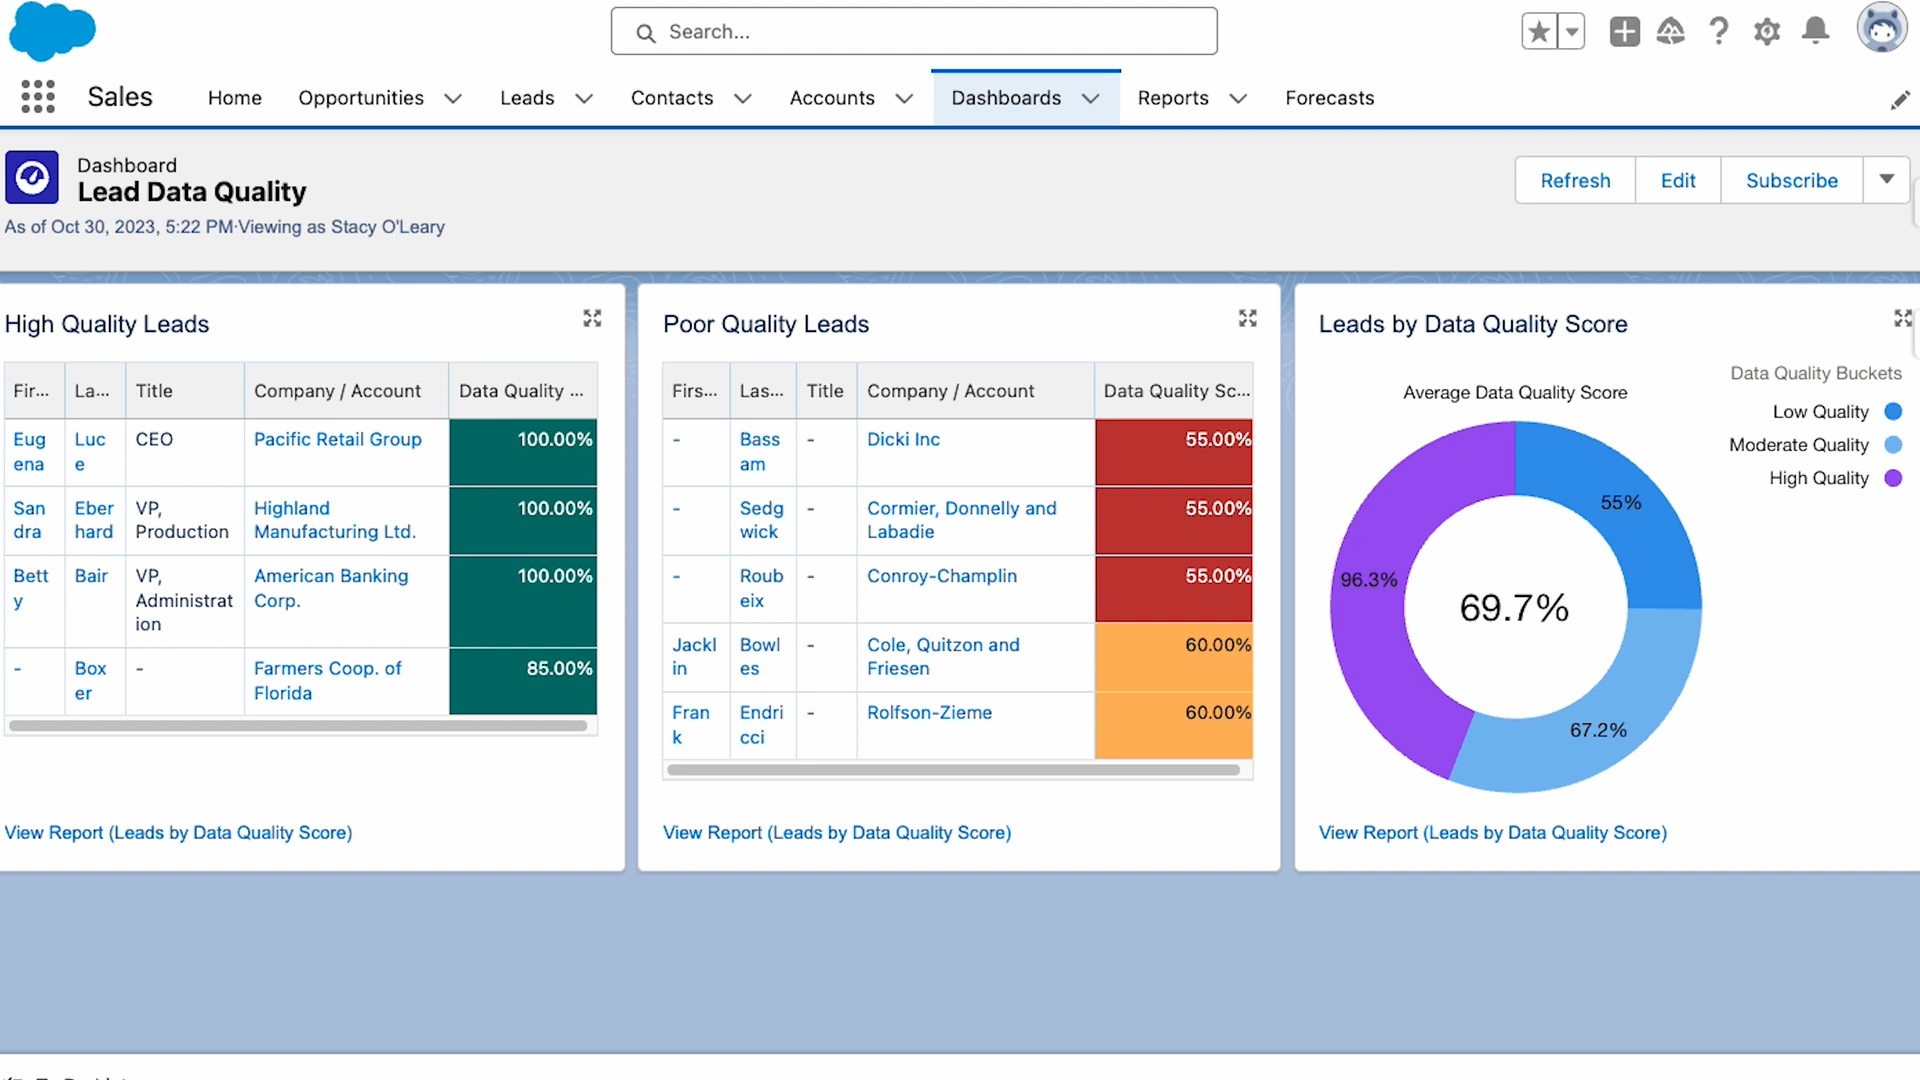 Search...
Sales
Home
Opportunities
Leads
Contacts
Accounts
Dashboards
Reports
Forecasts
Dashboard
Lead Data Quality
As of Oct 30, 2023, 5:22 PM·Viewing as Stacy O'Leary
Refresh
Edit
Subscribe
High Quality Leads
Fir... La... Title Company / Account Data Quality ...
Eug Luc CEO Pacific Retail Group 100.00%
ena e
San Eber VP, Highland 100.00%
dra hard Production Manufacturing Ltd.
Bett Bair VP, American Banking 100.00%
y Administrat Corp.
ion
- Box - Farmers Coop. of 85.00%
er Florida
View Report (Leads by Data Quality Score)
Poor Quality Leads
Firs... Las... Title Company / Account Data Quality Sc...
- Bass - Dicki Inc 55.00%
am
- Sedg - Cormier, Donnelly and 55.00%
wick Labadie
- Roub - Conroy-Champlin 55.00%
eix
Jackl Bowl - Cole, Quitzon and 60.00%
in es Friesen
Fran Endri - Rolfson-Zieme 60.00%
k cci
View Report (Leads by Data Quality Score)
Leads by Data Quality Score
Data Quality Buckets
Low Quality
Moderate Quality
High Quality
Average Data Quality Score
55%
96.3%
69.7%
67.2%
View Report (Leads by Data Quality Score)